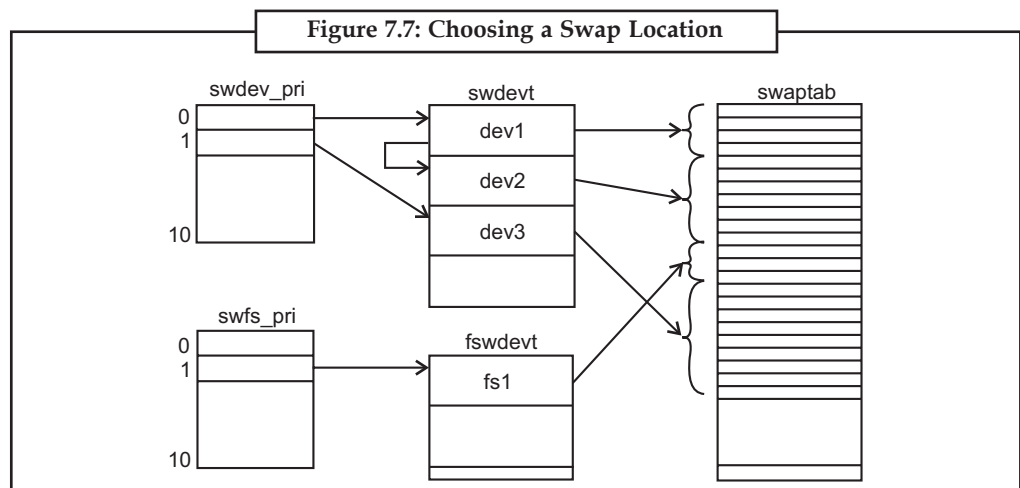 Figure 7.7: Choosing a Swap Location
swdev_pri
0
1
10
swdevt
dev1
dev2
dev3
swaptab
swfs_pri
0
1
10
fswdevt
fs1